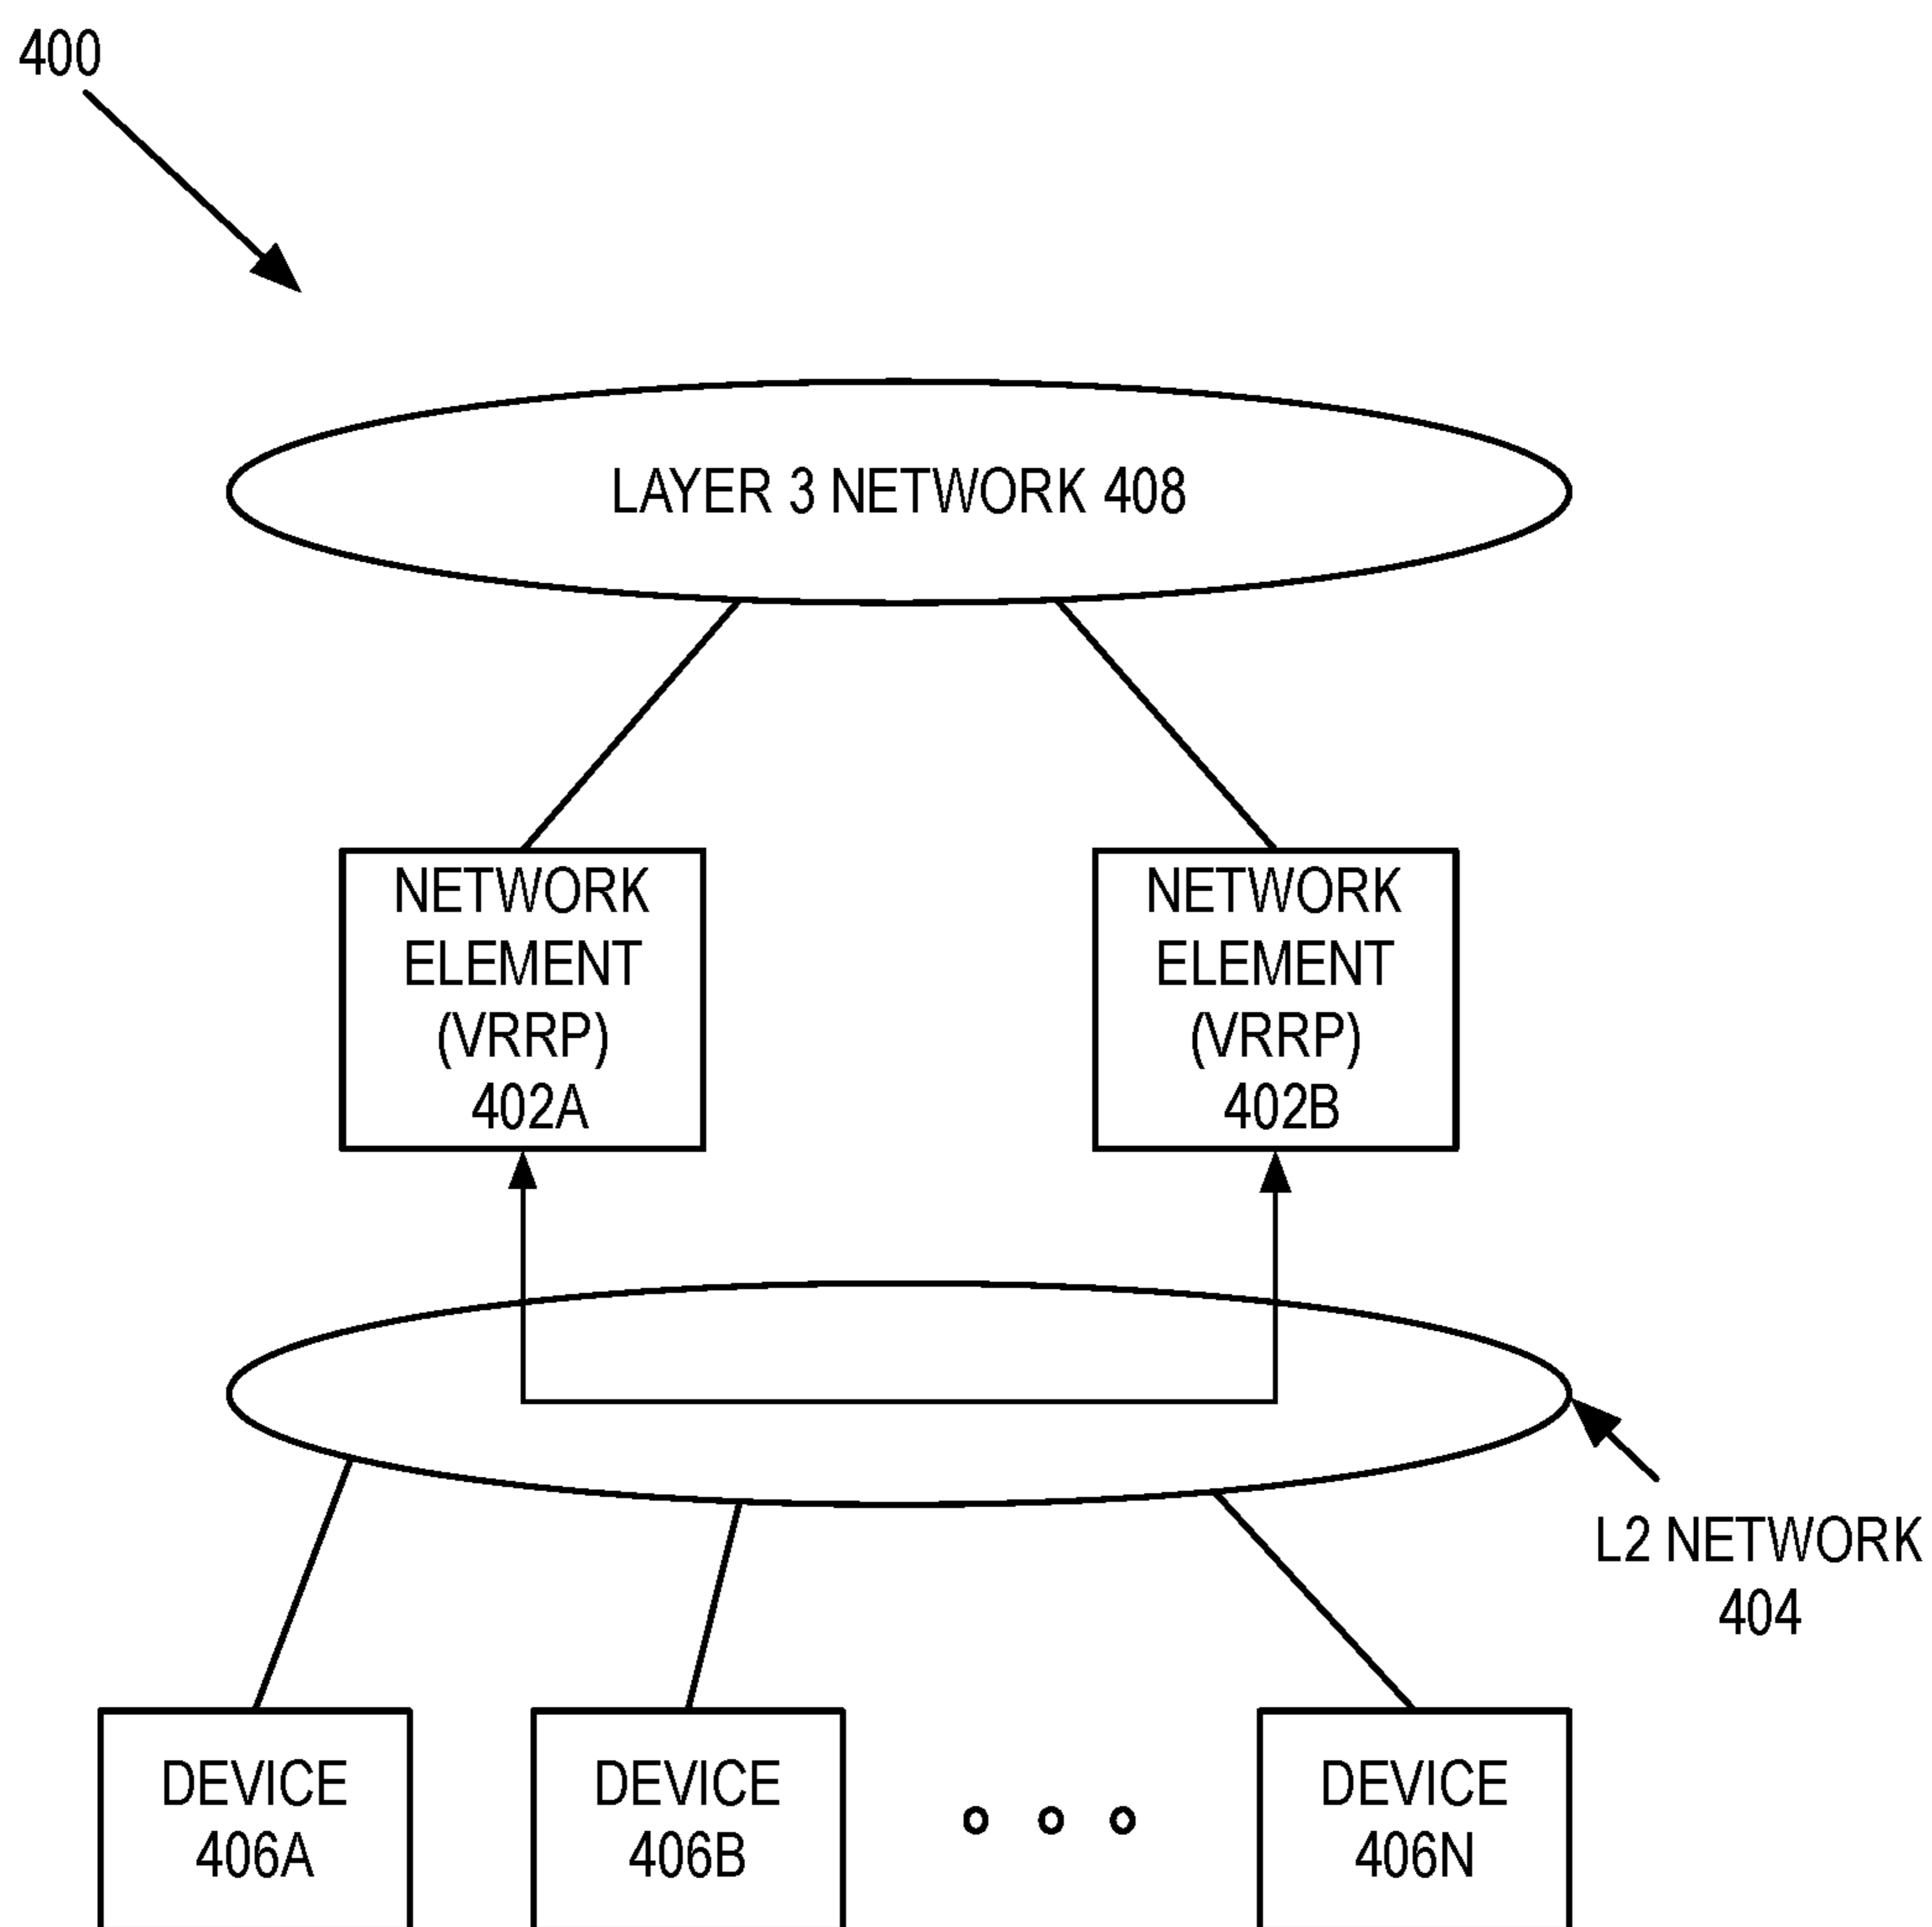 400
LAYER 3 NETWORK 408
NETWORK
ELEMENT
(VRRP)
402A
NETWORK
ELEMENT
(VRRP)
402B
L2 NETWORK
404
DEVICE
406A
DEVICE
406B
DEVICE
406N